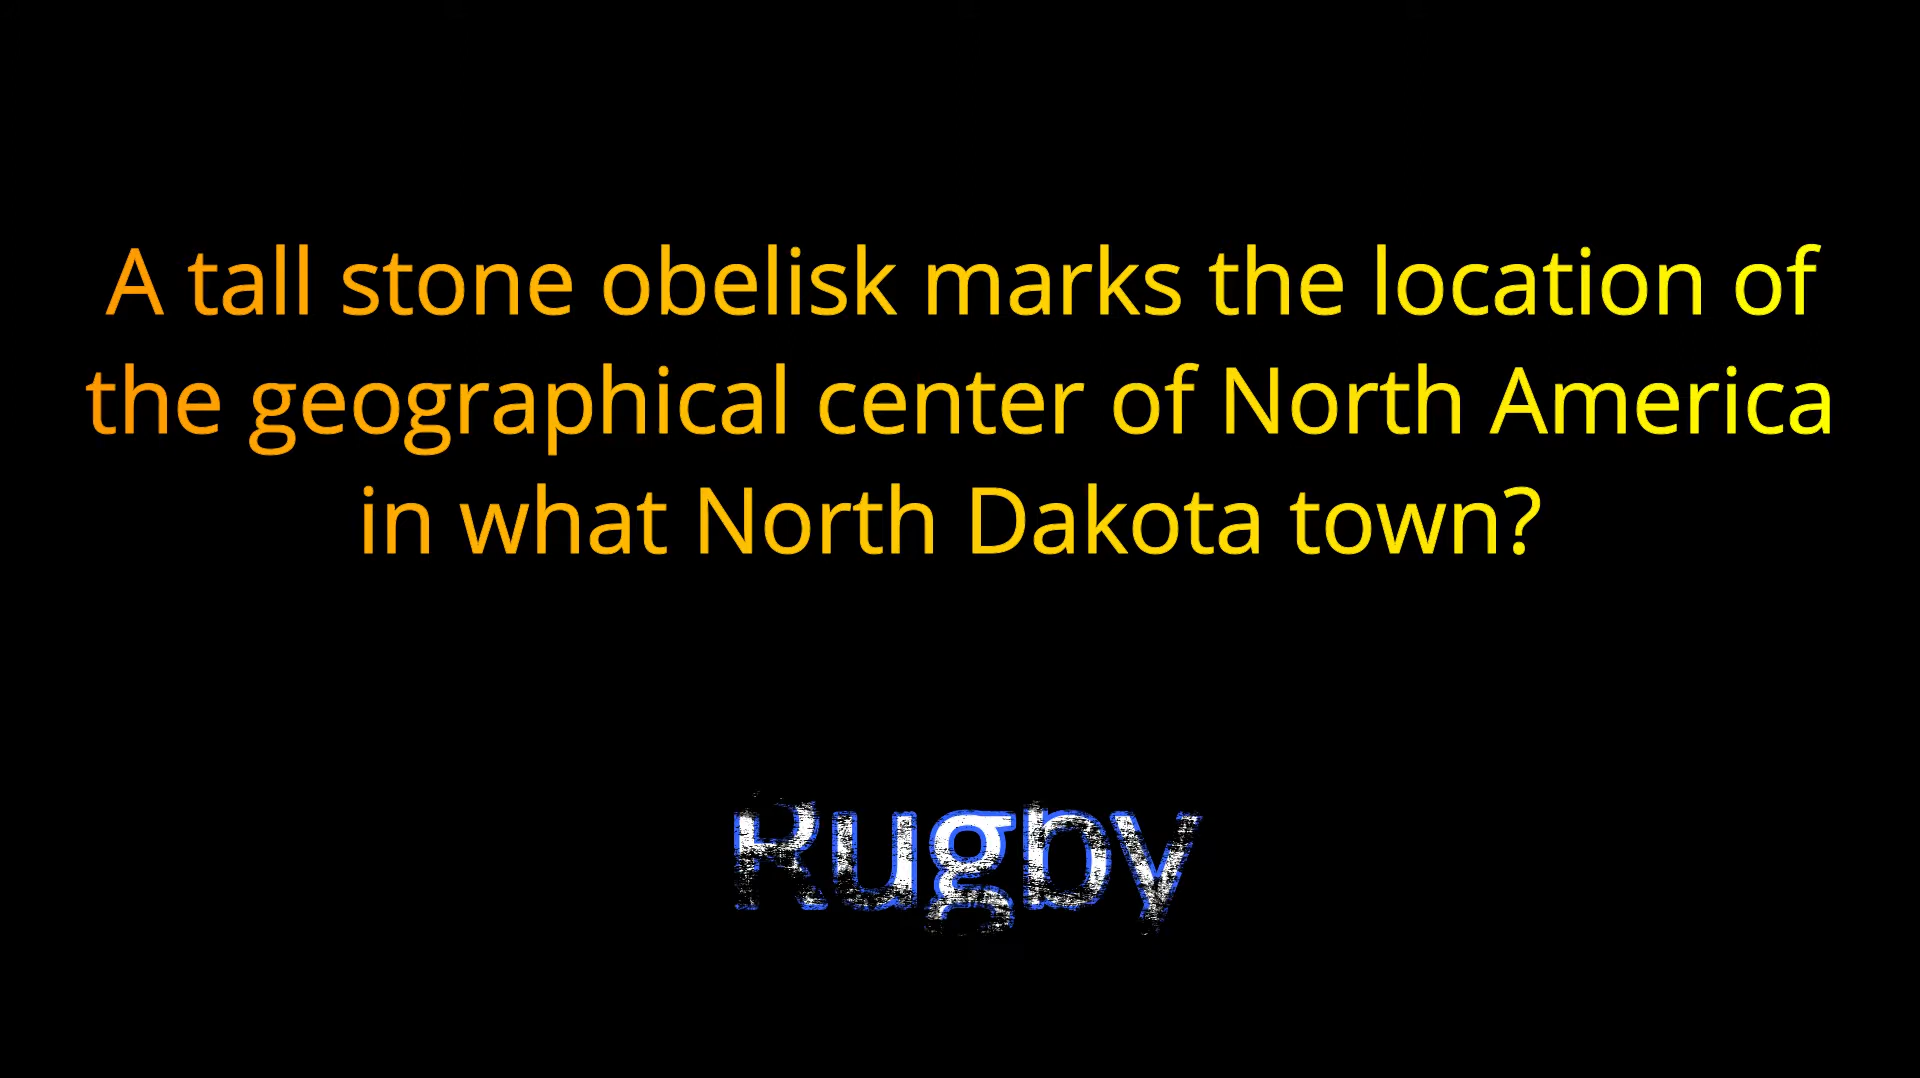 A tall stone obelisk marks the location of
the geographical center of North America
in what North Dakota town?
Rugby